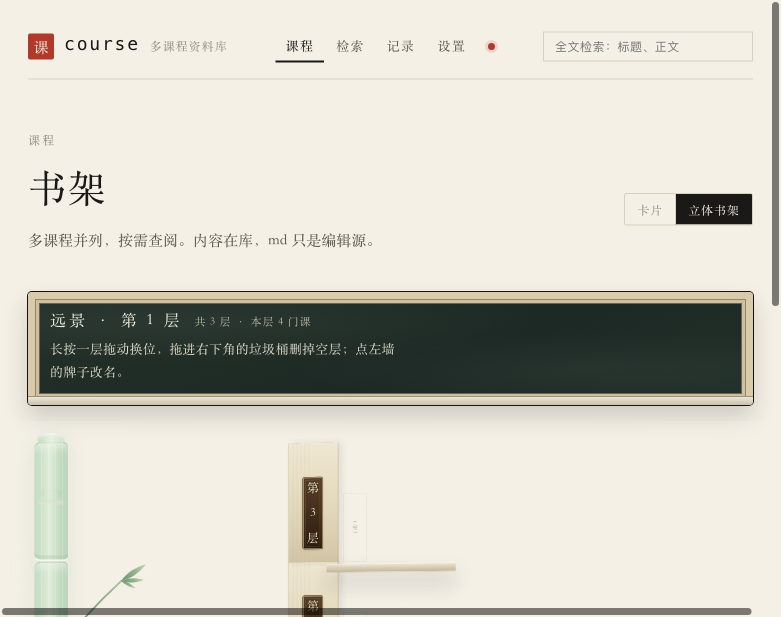 课 course 多课程资料库 课程 检索 记录 设置 全文检索：标题、正文
课程
书架
卡片 立体书架
多课程并列，按需查阅。内容在库，md 只是编辑源。
远景 · 第 1 层 共 3 层 · 本层 4 门课
长按一层拖动换位，拖进右下角的垃圾桶删掉空层；点左墙
的牌子改名。
第
3
层
第